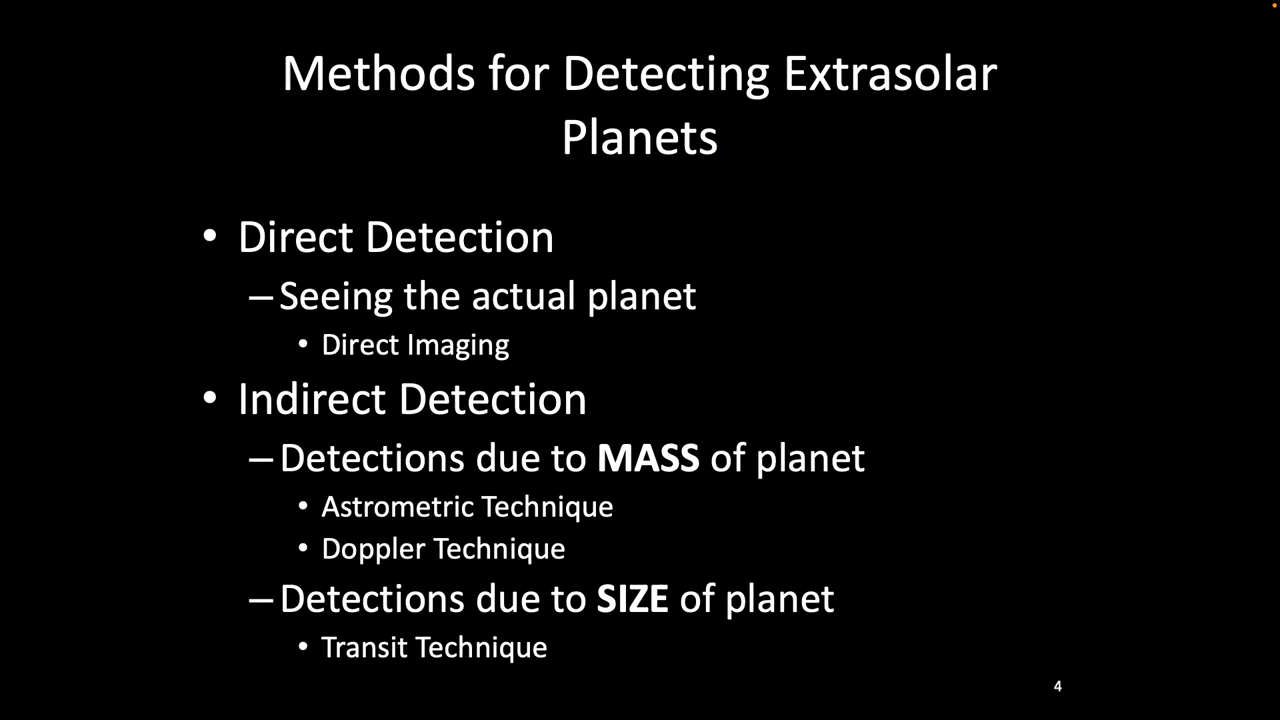 Methods for Detecting Extrasolar
Planets
• Direct Detection
– Seeing the actual planet
• Direct Imaging
• Indirect Detection
– Detections due to MASS of planet
• Astrometric Technique
• Doppler Technique
– Detections due to SIZE of planet
• Transit Technique
4